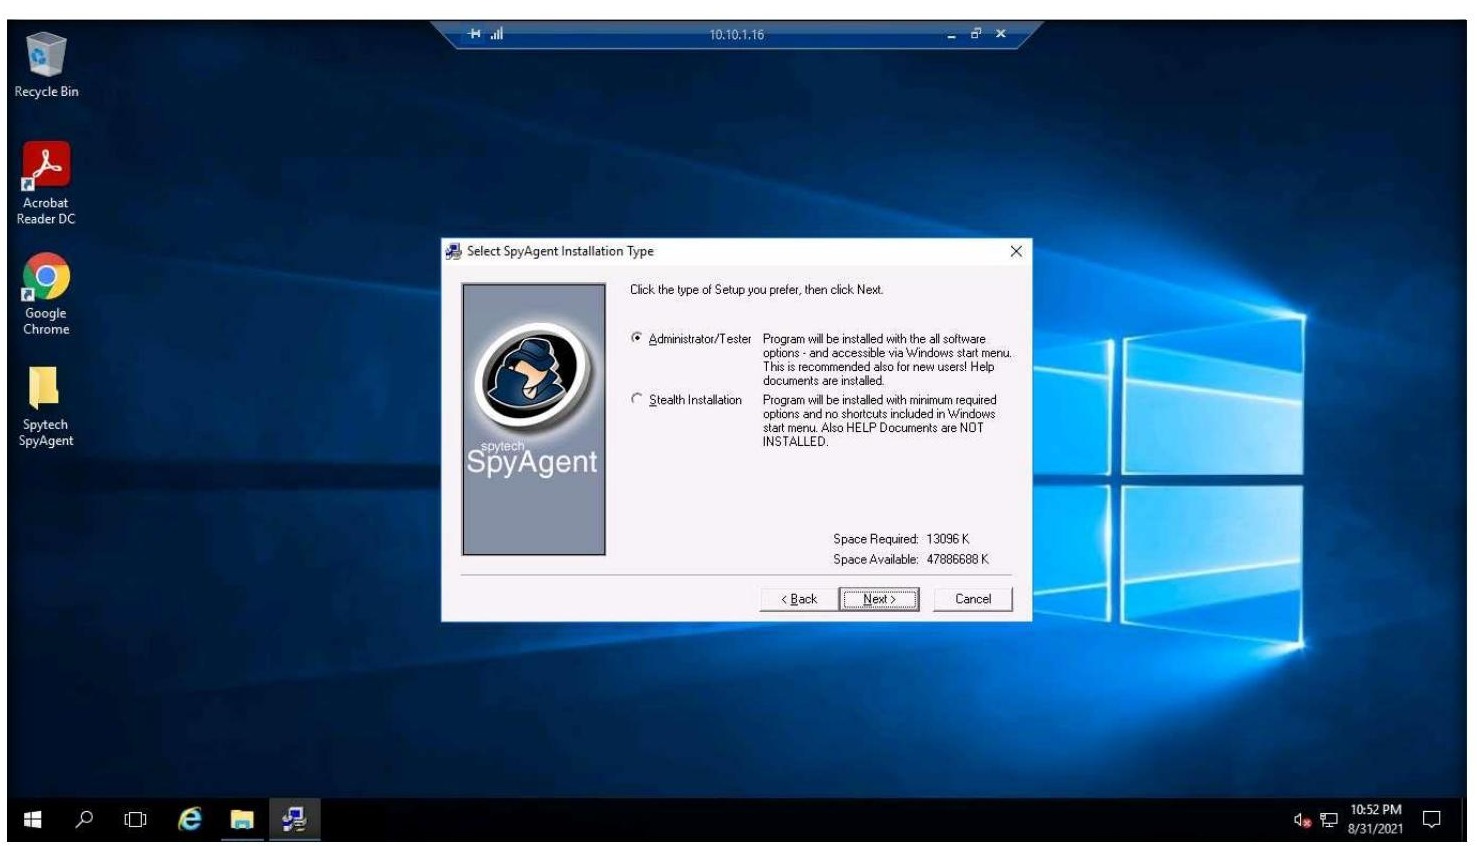 10.10.1.16
Recycle Bin
Acrobat
Reader DC
Google
Chrome
Spytech
SpyAgent
Select SpyAgent Installation Type
Click the type of Setup you prefer, then click Next.
Administrator/Tester
Program will be installed with the all software
options - and accessible via Windows start menu.
This is recommended also for new users! Help
documents are installed.
Stealth Installation
Program will be installed with minimum required
options and no shortcuts included in Windows
start menu. Also HELP Documents are NOT
INSTALLED.
spytech
SpyAgent
Space Required: 13096 K
Space Available: 47886688 K
< Back
Next >
Cancel
10:52 PM
8/31/2021